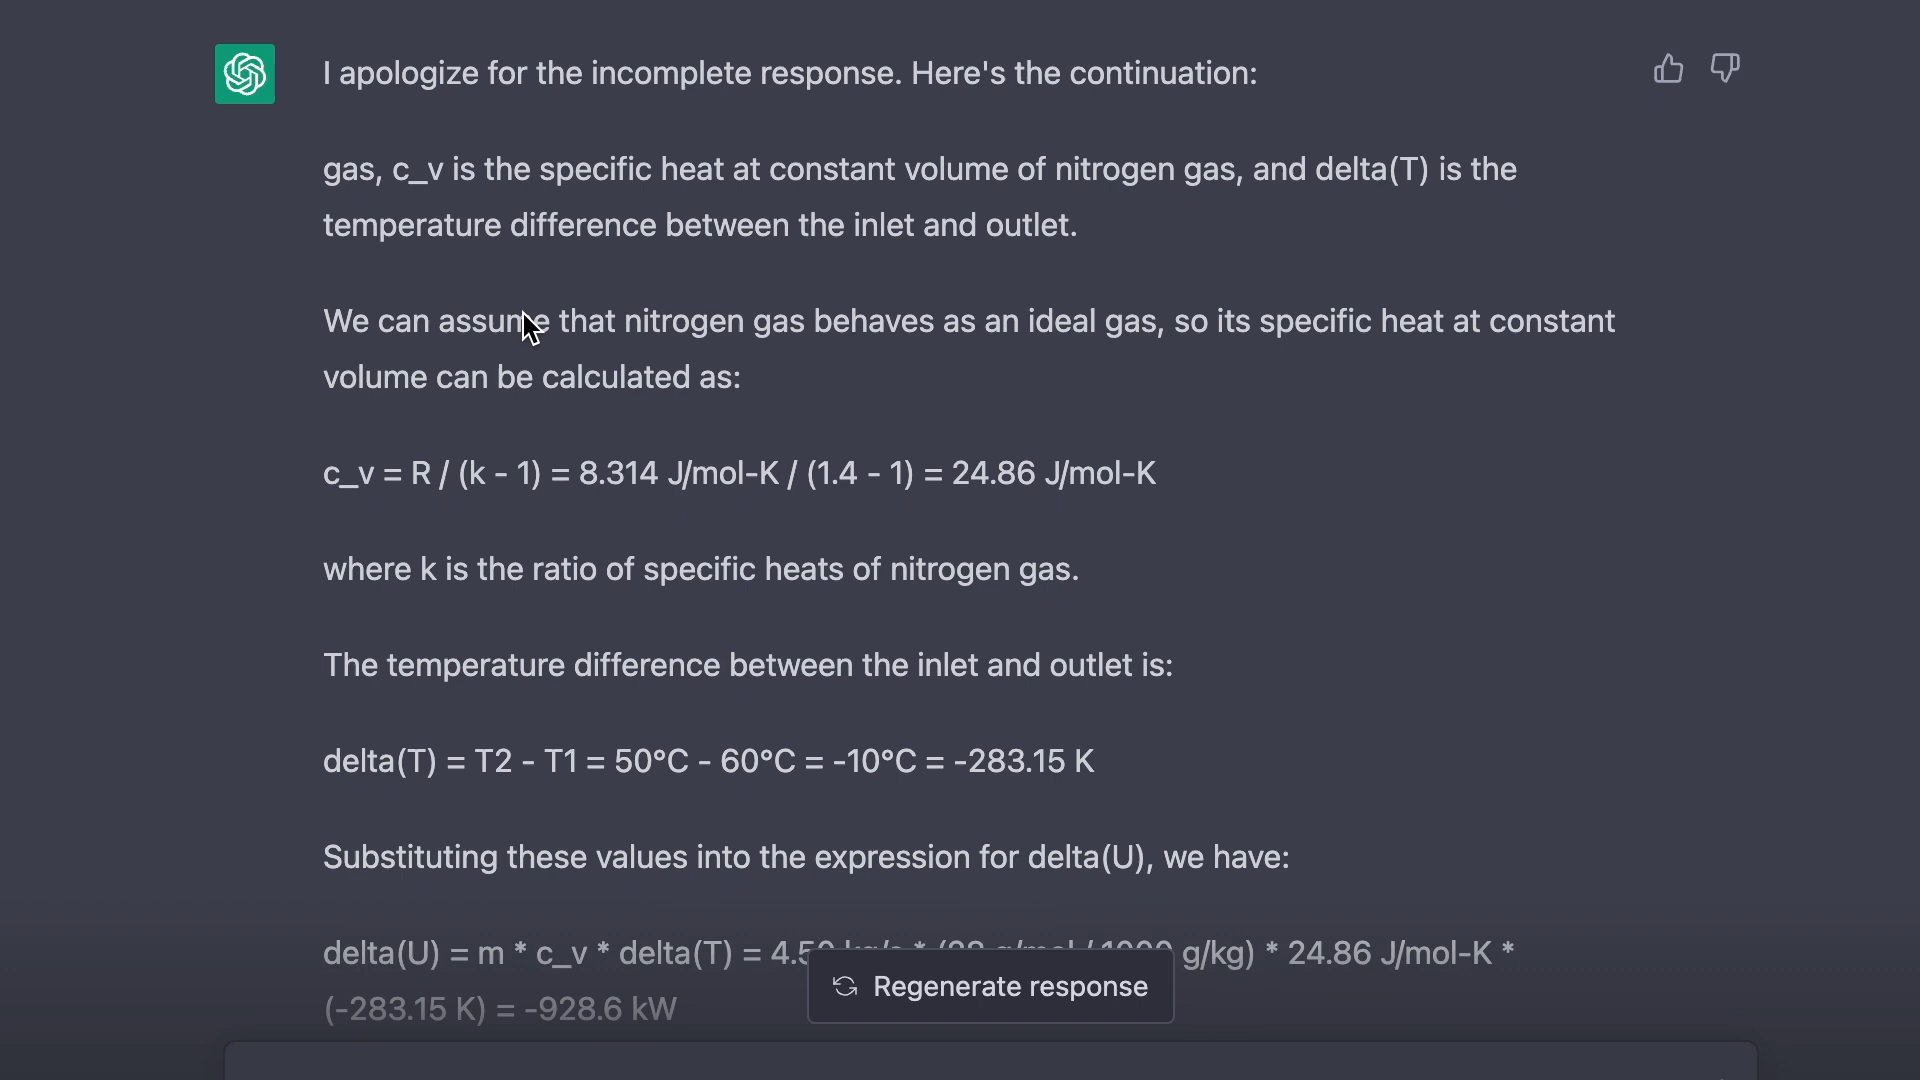 I apologize for the incomplete response. Here's the continuation:
gas, c_v is the specific heat at constant volume of nitrogen gas, and delta(T) is the
temperature difference between the inlet and outlet.
We can assume that nitrogen gas behaves as an ideal gas, so its specific heat at constant
volume can be calculated as:
c_v = R / (k - 1) = 8.314 J/mol-K / (1.4 - 1) = 24.86 J/mol-K
where k is the ratio of specific heats of nitrogen gas.
The temperature difference between the inlet and outlet is:
delta(T) = T2 - T1 = 50°C - 60°C = -10°C = -283.15 K
Substituting these values into the expression for delta(U), we have:
delta(U) = m * c_v * delta(T) = g/kg) * 24.86 J/mol-K *
Regenerate response
(-283.15 K) = -928.6 kW